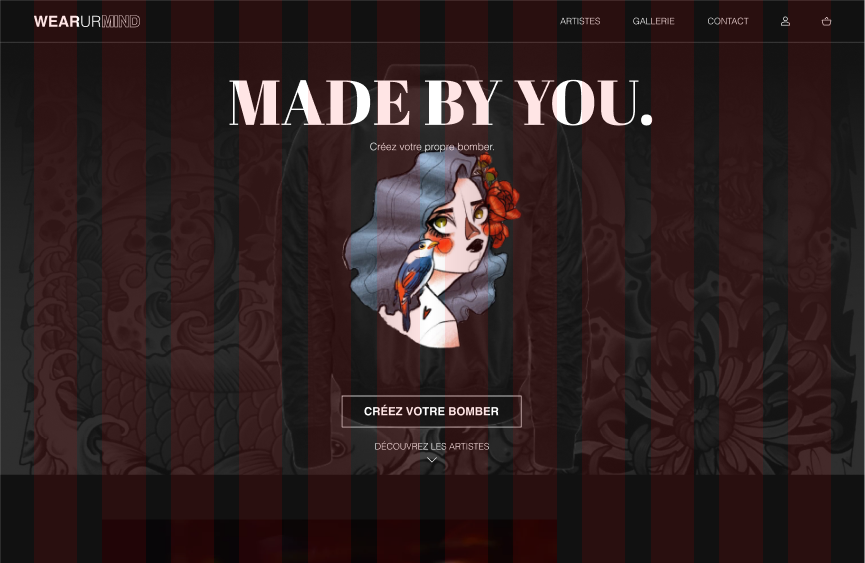 WEARURMIND
ARTISTES
GALLERIE
CONTACT
MADE BY YOU.
Créez votre propre bomber.
CRÉEZ VOTRE BOMBER
DÉCOUVREZ LES ARTISTES